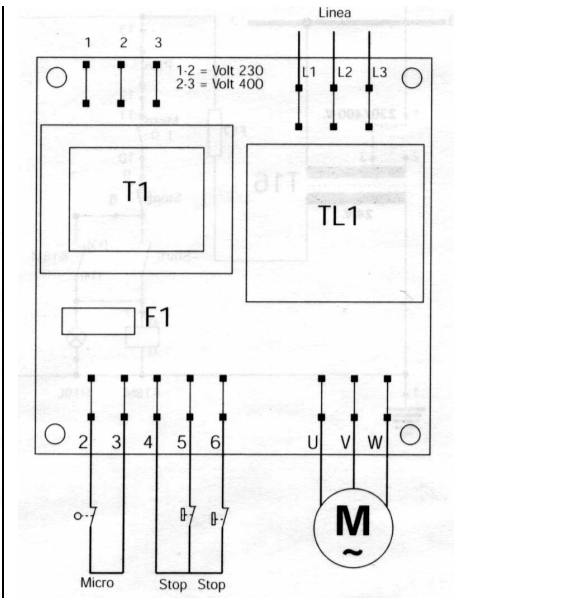 Linea
1 2 3
1-2 = Volt 230
2-3 = Volt 400
L1 L2 L3
T1
TL1
F1
2 3 4 5 6 U V W
M
~
Micro Stop Stop